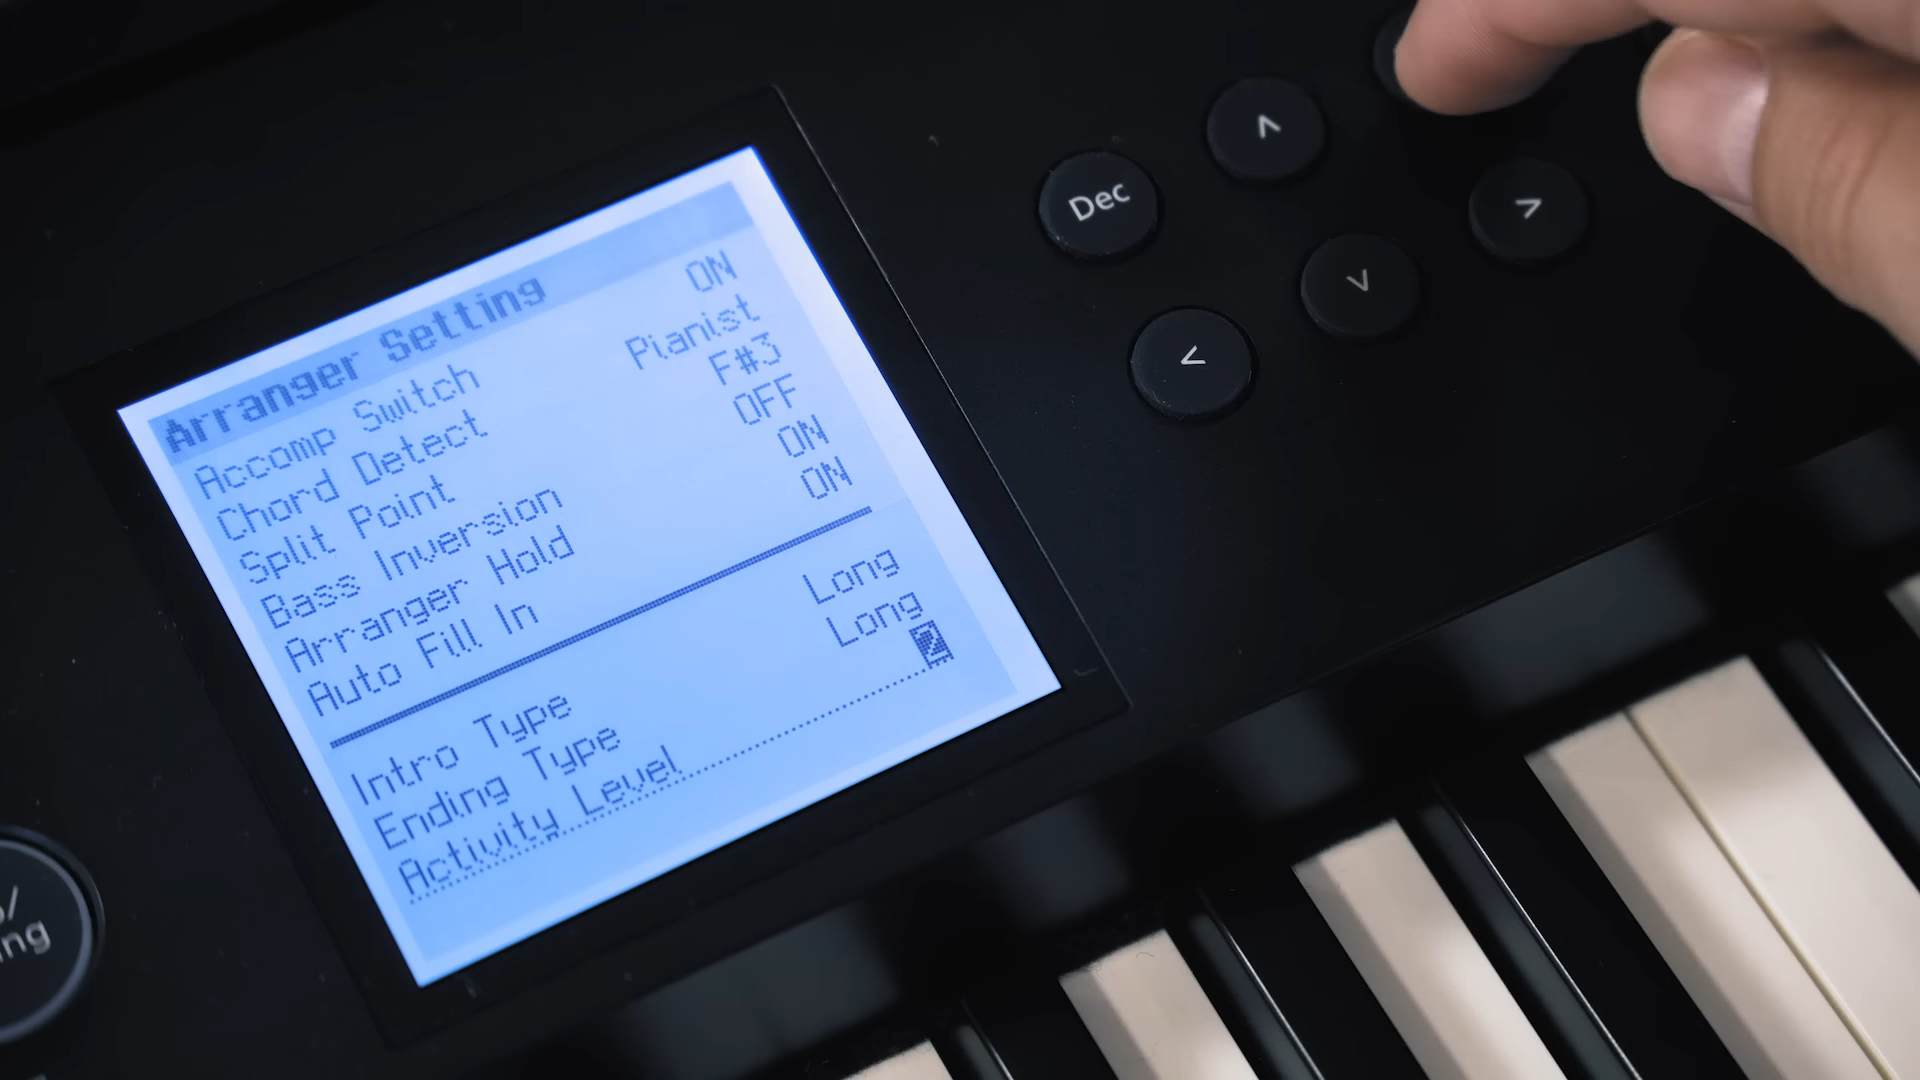 Arranger Setting
Accomp Switch ON
Chord Detect Pianist
Split Point F#3
Bass Inversion OFF
Arranger Hold ON
Auto Fill In ON
Intro Type Long
Ending Type Long
Activity Level 2
Dec
^
>
v
<